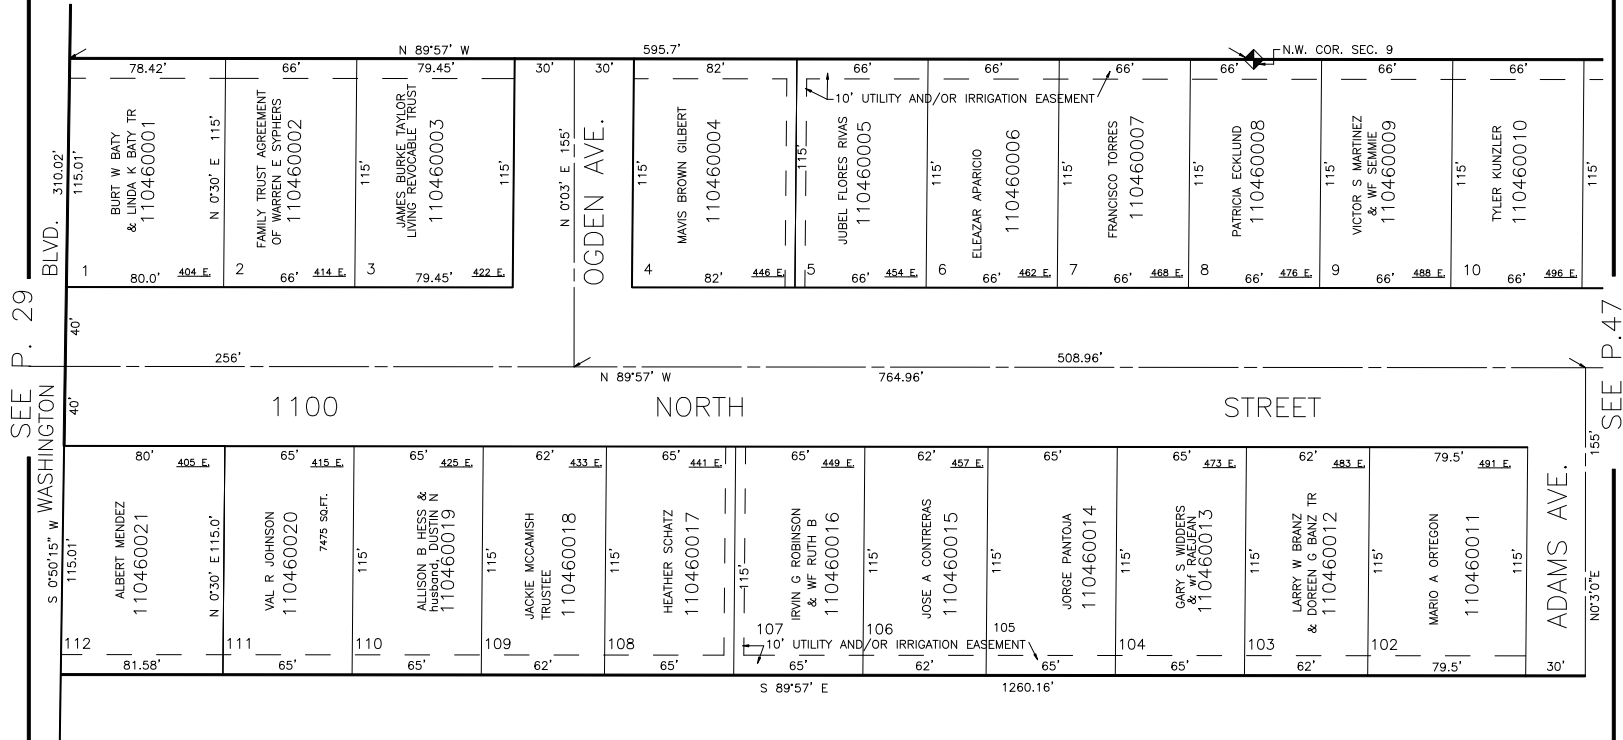 N 89°57' W 595.7' N.W. COR. SEC. 9
78.42' 66' 79.45' 30' 30' 82' 66' 66' 66' 66' 66' 66'
10' UTILITY AND/OR IRRIGATION EASEMENT
310.02'
115.01'
BURT W BATY
& LINDA K BATY TR
110460001
N 0°30' E 115'
FAMILY TRUST AGREEMENT
OF WARREN E SYPHERS
110460002
115'
JAMES BURKE TAYLOR
LIVING REVOCABLE TRUST
110460003
115'
N 0°03' E 155'
OGDEN AVE.
115'
MAVIS BROWN GILBERT
110460004
115'
JUBEL FLORES RIVAS
110460005
115'
ELEAZAR APARICIO
110460006
115'
FRANCISCO TORRES
110460007
115'
PATRICIA ECKLUND
110460008
115'
VICTOR S MARTINEZ
& WF SEMMIE
110460009
115'
TYLER KUNZLER
110460010
115'
1 404 E. 2 414 E. 3 422 E. 4 446 E. 5 454 E. 6 462 E. 7 468 E. 8 476 E. 9 488 E. 10 496 E.
80.0' 66' 79.45' 82' 66' 66' 66' 66' 66' 66'
SEE P. 29
WASHINGTON BLVD.
SEE P.47
40'
256' 508.96'
N 89°57' W 764.96'
40'
1100 NORTH STREET
80' 65' 65' 62' 65' 65' 62' 65' 65' 62' 79.5'
405 E. 415 E. 425 E. 433 E. 441 E. 449 E. 457 E. 473 E. 483 E. 491 E.
S 0°50'15" W
115.01'
ALBERT MENDEZ
110460021
N 0°30' E 115.0'
VAL R JOHNSON
110460020
7475 SQ.FT.
115'
ALLISON B HESS &
husband, DUSTIN N
110460019
115'
JACKIE MCCAMISH
TRUSTEE
110460018
115'
HEATHER SCHATZ
110460017
115'
IRVIN G ROBINSON
& WF RUTH B
110460016
115'
JOSE A CONTRERAS
110460015
115'
JORGE PANTOJA
110460014
115'
GARY S WIDDERS
& wf RAEJEAN
110460013
115'
LARRY W BRANZ
& DOREEN G BANZ TR
110460012
115'
MARIO A ORTEGON
110460011
115'
ADAMS AVE.
155'
N0°3'0"E
112 111 110 109 108 107 106 105 104 103 102
10' UTILITY AND/OR IRRIGATION EASEMENT
81.58' 65' 65' 62' 65' 65' 62' 65' 65' 62' 79.5' 30'
S 89°57' E 1260.16'